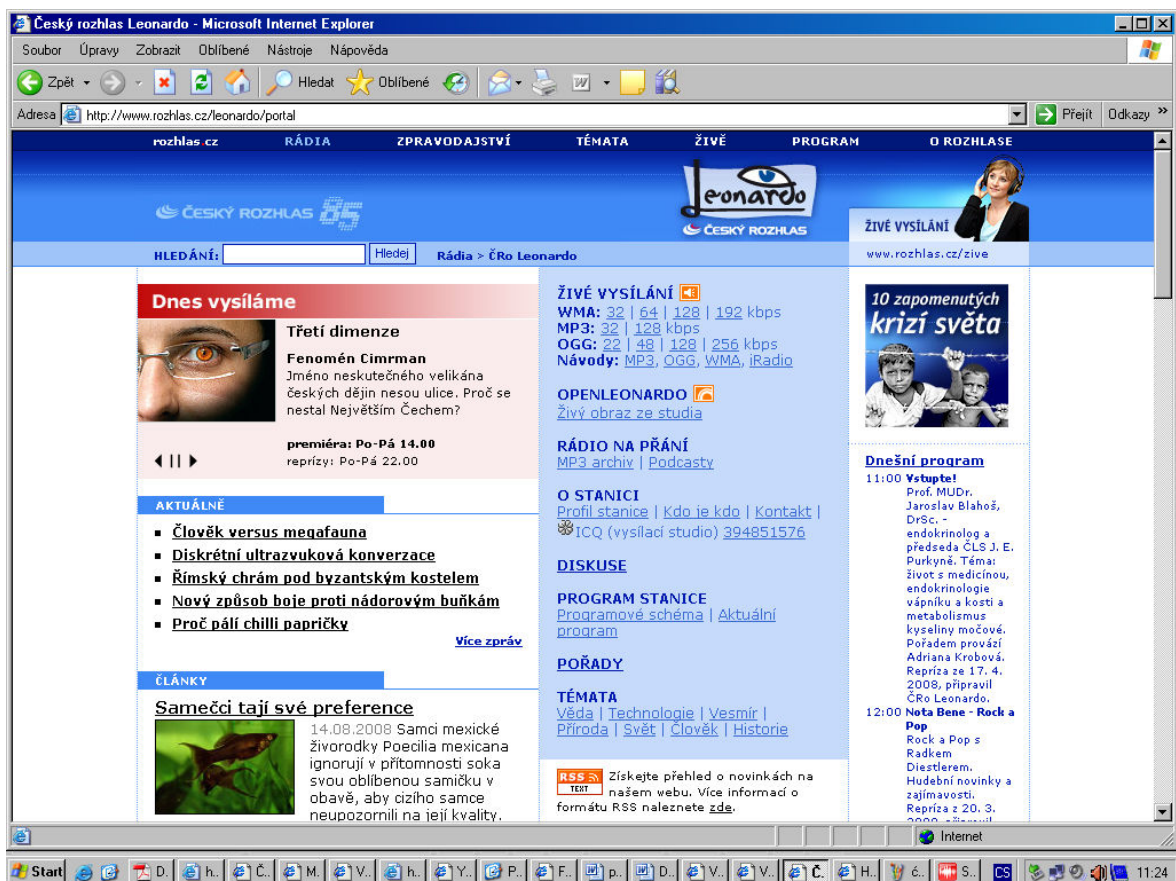 Český rozhlas Leonardo - Microsoft Internet Explorer
Soubor Úpravy Zobrazit Oblíbené Nástroje Nápověda
Zpět Hledat Oblíbené
Adresa http://www.rozhlas.cz/leonardo/portal Přejít Odkazy »
rozhlas.cz RÁDIA ZPRAVODAJSTVÍ TÉMATA ŽIVĚ PROGRAM O ROZHLASE
ČESKÝ ROZHLAS 85
Leonardo
ČESKÝ ROZHLAS
ŽIVÉ VYSÍLÁNÍ
www.rozhlas.cz/zive
HLEDÁNÍ: Hledej Rádia > ČRo Leonardo
Dnes vysíláme
Třetí dimenze
Fenomén Cimrman
Jméno neskutečného velikána
českých dějin nesou ulice. Proč se
nestal Největším Čechem?
premiéra: Po-Pá 14.00
reprízy: Po-Pá 22.00
AKTUÁLNĚ
Člověk versus megafauna
Diskrétní ultrazvuková konverzace
Římský chrám pod byzantským kostelem
Nový způsob boje proti nádorovým buňkám
Proč pálí chilli papričky
Více zpráv
ČLÁNKY
Samečci tají své preference
14.08.2008 Samci mexické
živorodky Poecilia mexicana
ignorují v přítomnosti soka
svou oblíbenou samičku v
obavě, aby cizího samce
neupozornili na její kvality.
ŽIVÉ VYSÍLÁNÍ
WMA: 32 | 64 | 128 | 192 kbps
MP3: 32 | 128 kbps
OGG: 22 | 48 | 128 | 256 kbps
Návody: MP3, OGG, WMA, iRadio
OPENLEONARDO
Živý obraz ze studia
RÁDIO NA PŘÁNÍ
MP3 archiv | Podcasty
O STANICI
Profil stanice | Kdo je kdo | Kontakt |
ICQ (vysílací studio) 394851576
DISKUSE
PROGRAM STANICE
Programové schéma | Aktuální
program
POŘADY
TÉMATA
Věda | Technologie | Vesmír |
Příroda | Svět | Člověk | Historie
RSS TEXT Získejte přehled o novinkách na
našem webu. Více informací o
formátu RSS naleznete zde.
10 zapomenutých
krizí světa
Dnešní program
11:00 Vstupte!
Prof. MUDr.
Jaroslav Blahoš,
DrSc. -
endokrinolog a
předseda ČLS J. E.
Purkyně. Téma:
život s medicínou,
endokrinologie
vápníku a kosti a
metabolismus
kyseliny močové.
Pořadem provází
Adriana Krobová.
Repríza ze 17. 4.
2008, připravil
ČRo Leonardo.
12:00 Nota Bene - Rock a
Pop
Rock a Pop s
Radkem
Diestlerem.
Hudební novinky a
zajímavosti.
Repríza z 20. 3.
Internet
Start D. h.. Č.. M. V.. h.. Y.. P.. F.. p.. D.. V.. V.. Č. H.. ć.. S.. CS 11:24